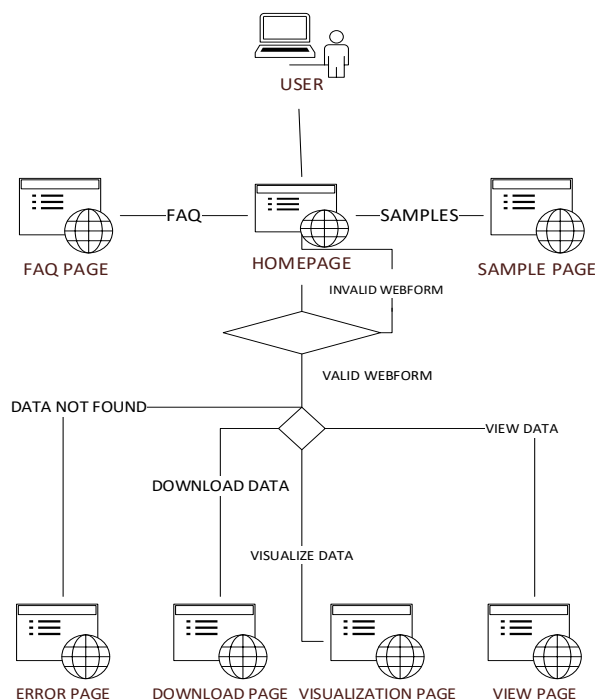 USER
FAQ
SAMPLES
FAQ PAGE
HOMEPAGE
SAMPLE PAGE
INVALID WEBFORM
VALID WEBFORM
DATA NOT FOUND
VIEW DATA
DOWNLOAD DATA
VISUALIZE DATA
ERROR PAGE
DOWNLOAD PAGE
VISUALIZATION PAGE
VIEW PAGE